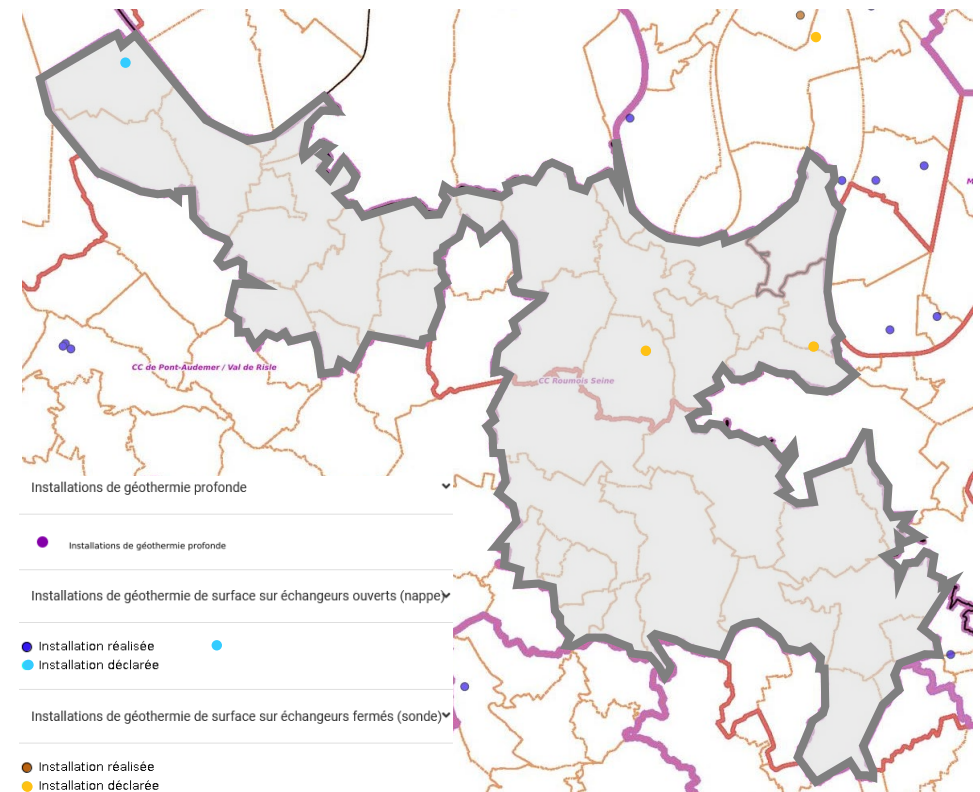 M
CC de Pont-Audemer / Val de Risle
CC Roumois Seine
Installations de géothermie profonde
Installations de géothermie profonde
Installations de géothermie de surface sur échangeurs ouverts (nappe)
Installation réalisée
Installation déclarée
Installations de géothermie de surface sur échangeurs fermés (sonde)
Installation réalisée
Installation déclarée